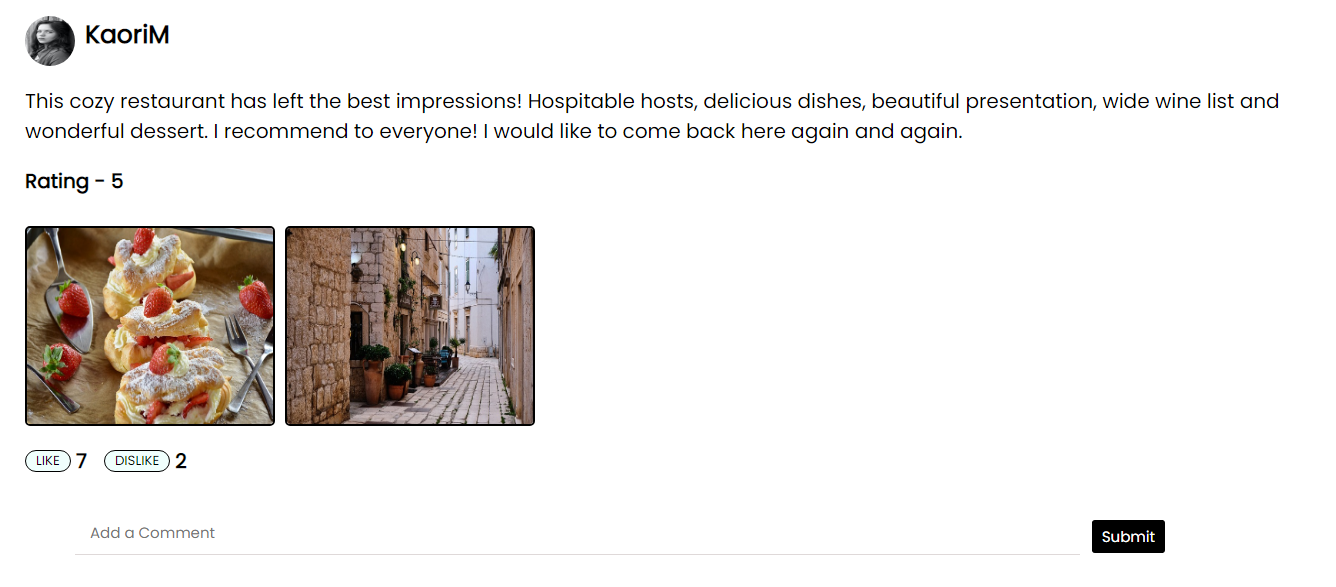 KaoriM
This cozy restaurant has left the best impressions! Hospitable hosts, delicious dishes, beautiful presentation, wide wine list and
wonderful dessert. I recommend to everyone! I would like to come back here again and again.
Rating - 5
LIKE 7 DISLIKE 2
Add a Comment Submit